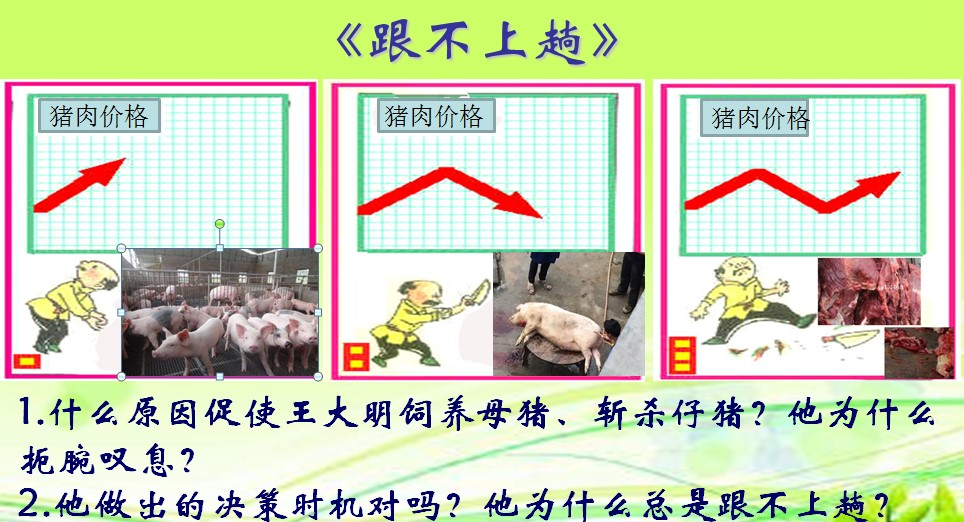 《跟不上趟》
猪肉价格
猪肉价格
猪肉价格
一
二
三
1.什么原因促使王大明饲养母猪、斩杀仔猪?他为什么
扼腕叹息?
2.他做出的决策时机对吗?他为什么总是跟不上趟?